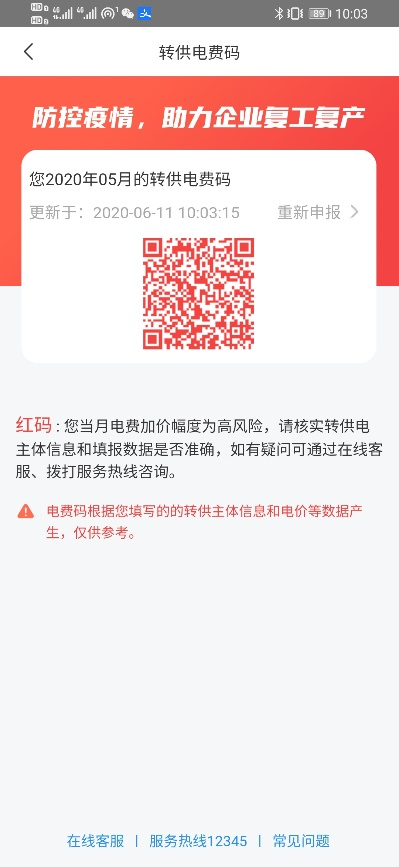 89 10:03
转供电费码
防控疫情，助力企业复工复产
您2020年05月的转供电费码
更新于：2020-06-11 10:03:15 重新申报
红码：您当月电费加价幅度为高风险，请核实转供电
主体信息和填报数据是否准确，如有疑问可通过在线客
服、拨打服务热线咨询。
电费码根据您填写的的转供主体信息和电价等数据产
生，仅供参考。
在线客服 | 服务热线12345 | 常见问题